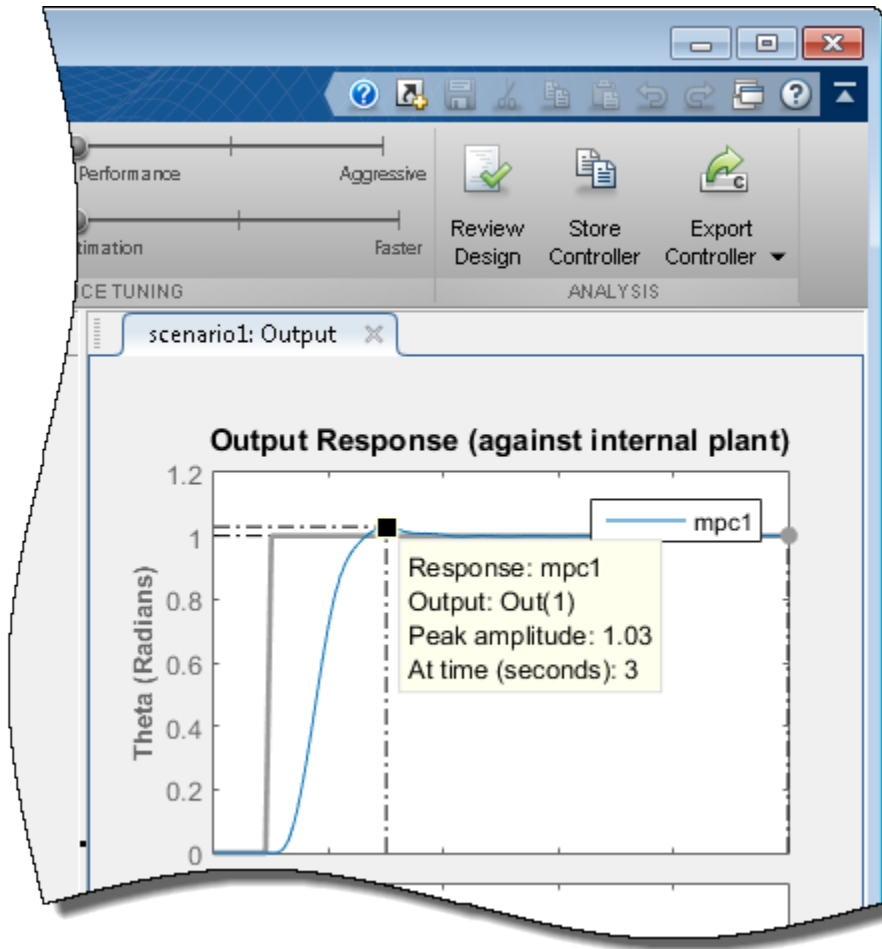 Performance
Aggressive
timation
Faster
Review
Design
Store
Controller
Export
Controller
C
CE TUNING
ANALYSIS
scenario1: Output
Output Response (against internal plant)
1.2
1
0.8
0.6
0.4
0.2
0
Theta (Radians)
mpc1
Response: mpc1
Output: Out(1)
Peak amplitude: 1.03
At time (seconds): 3